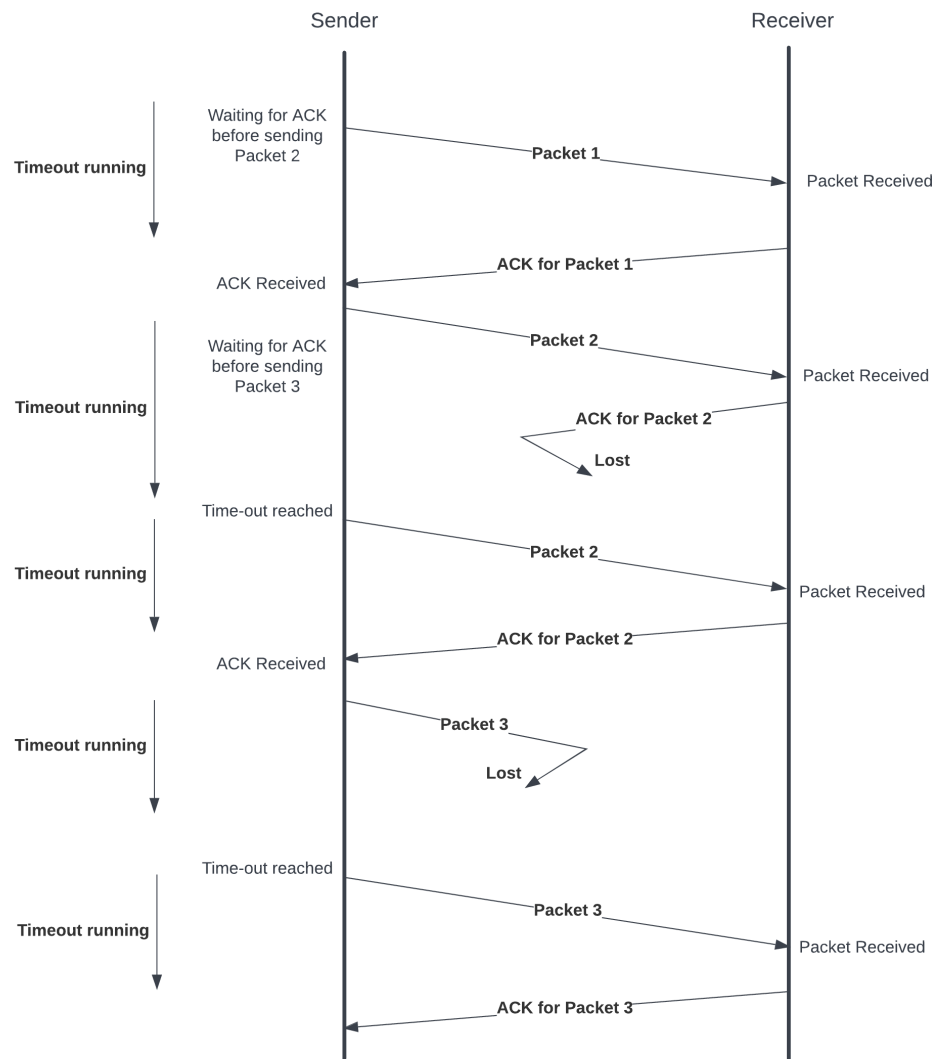 Sender
Receiver
Waiting for ACK
before sending
Packet 2
Timeout running
Packet 1
Packet Received
ACK for Packet 1
ACK Received
Packet 2
Waiting for ACK
before sending
Packet 3
Packet Received
Timeout running
ACK for Packet 2
Lost
Time-out reached
Packet 2
Timeout running
Packet Received
ACK for Packet 2
ACK Received
Packet 3
Timeout running
Lost
Time-out reached
Packet 3
Timeout running
Packet Received
ACK for Packet 3